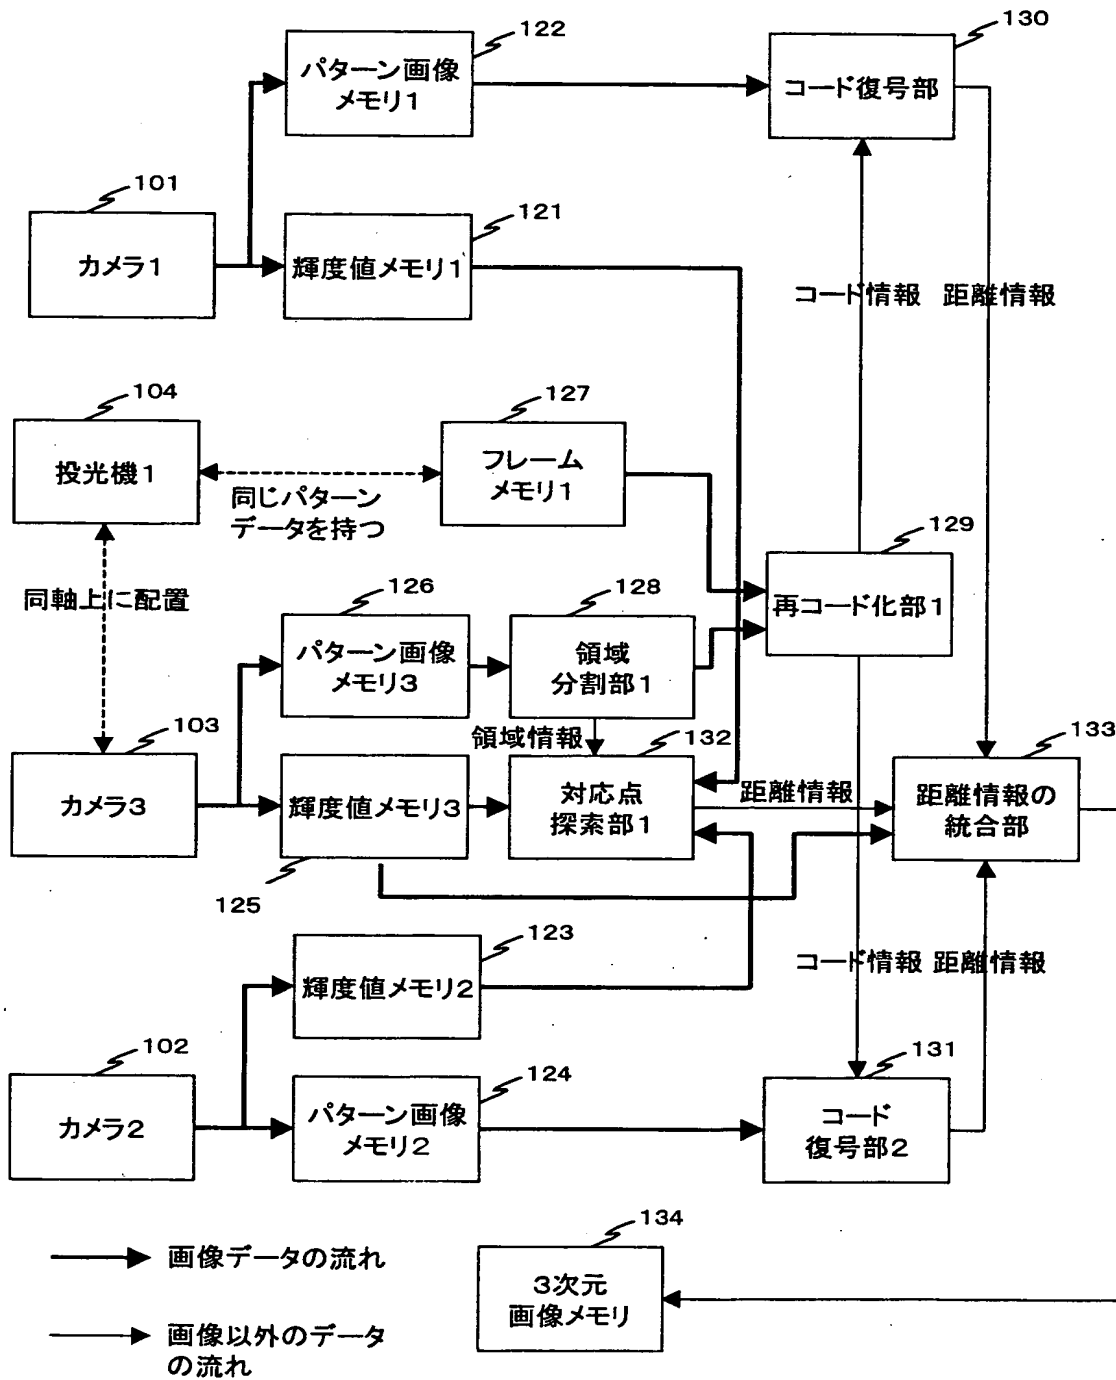 122
パターン画像
メモリ1
130
コード復号部
101
カメラ1
121
輝度値メモリ1
コード情報 距離情報
104
投光機1
127
フレーム
メモリ1
同じパターン
データを持つ
129
再コード化部1
同軸上に配置
126
パターン画像
メモリ3
128
領域
分割部1
領域情報
132
103
カメラ3
輝度値メモリ3
125
対応点
探索部1
距離情報
133
距離情報の
統合部
123
輝度値メモリ2
コード情報 距離情報
102
カメラ2
124
パターン画像
メモリ2
131
コード
復号部2
134
3次元
画像メモリ
画像データの流れ
画像以外のデータ
の流れ